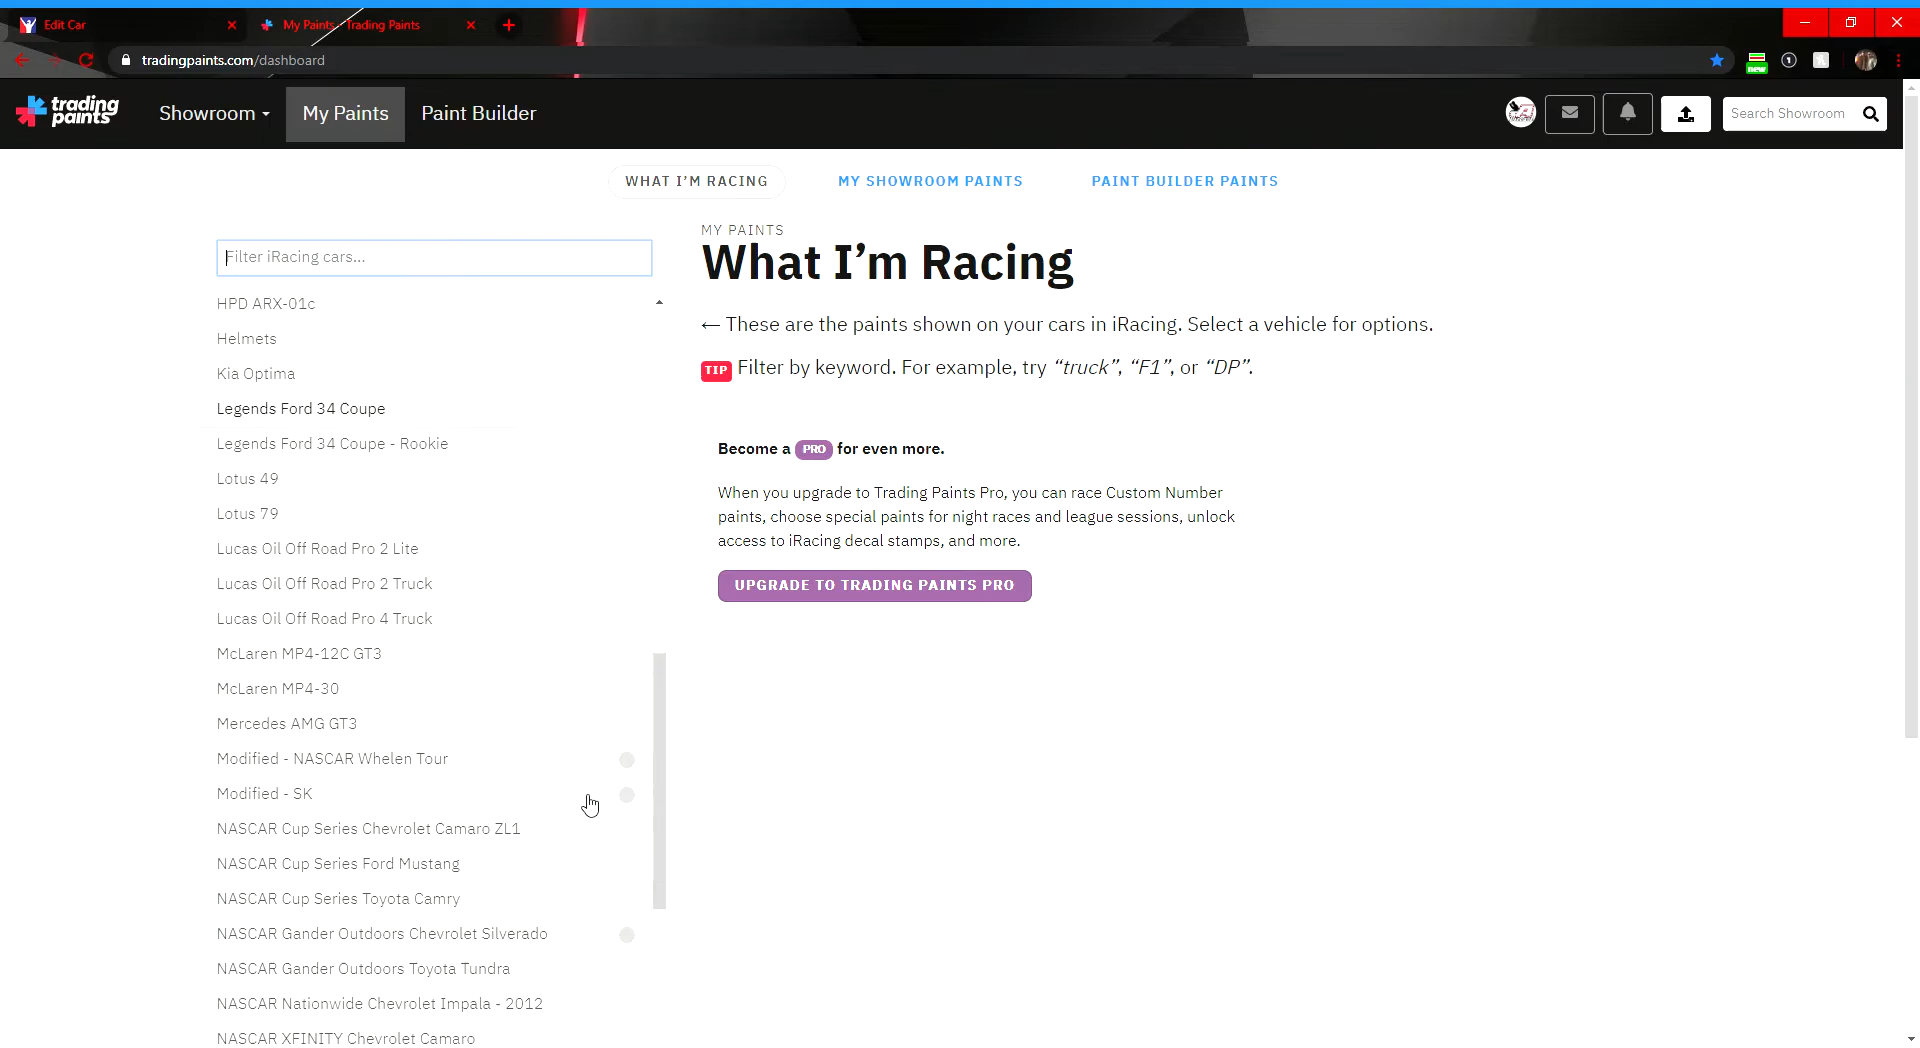 Edit Car
My Paints - Trading Paints
tradingpaints.com/dashboard
new
trading paints
Showroom
My Paints
Paint Builder
Search Showroom
WHAT I'M RACING
MY SHOWROOM PAINTS
PAINT BUILDER PAINTS
Filter iRacing cars...
HPD ARX-01c
Helmets
Kia Optima
Legends Ford 34 Coupe
Legends Ford 34 Coupe - Rookie
Lotus 49
Lotus 79
Lucas Oil Off Road Pro 2 Lite
Lucas Oil Off Road Pro 2 Truck
Lucas Oil Off Road Pro 4 Truck
McLaren MP4-12C GT3
McLaren MP4-30
Mercedes AMG GT3
Modified - NASCAR Whelen Tour
Modified - SK
NASCAR Cup Series Chevrolet Camaro ZL1
NASCAR Cup Series Ford Mustang
NASCAR Cup Series Toyota Camry
NASCAR Gander Outdoors Chevrolet Silverado
NASCAR Gander Outdoors Toyota Tundra
NASCAR Nationwide Chevrolet Impala - 2012
NASCAR XFINITY Chevrolet Camaro
MY PAINTS
What I'm Racing
← These are the paints shown on your cars in iRacing. Select a vehicle for options.
TIP Filter by keyword. For example, try “truck”, “F1”, or “DP”.
Become a PRO for even more.
When you upgrade to Trading Paints Pro, you can race Custom Number
paints, choose special paints for night races and league sessions, unlock
access to iRacing decal stamps, and more.
UPGRADE TO TRADING PAINTS PRO